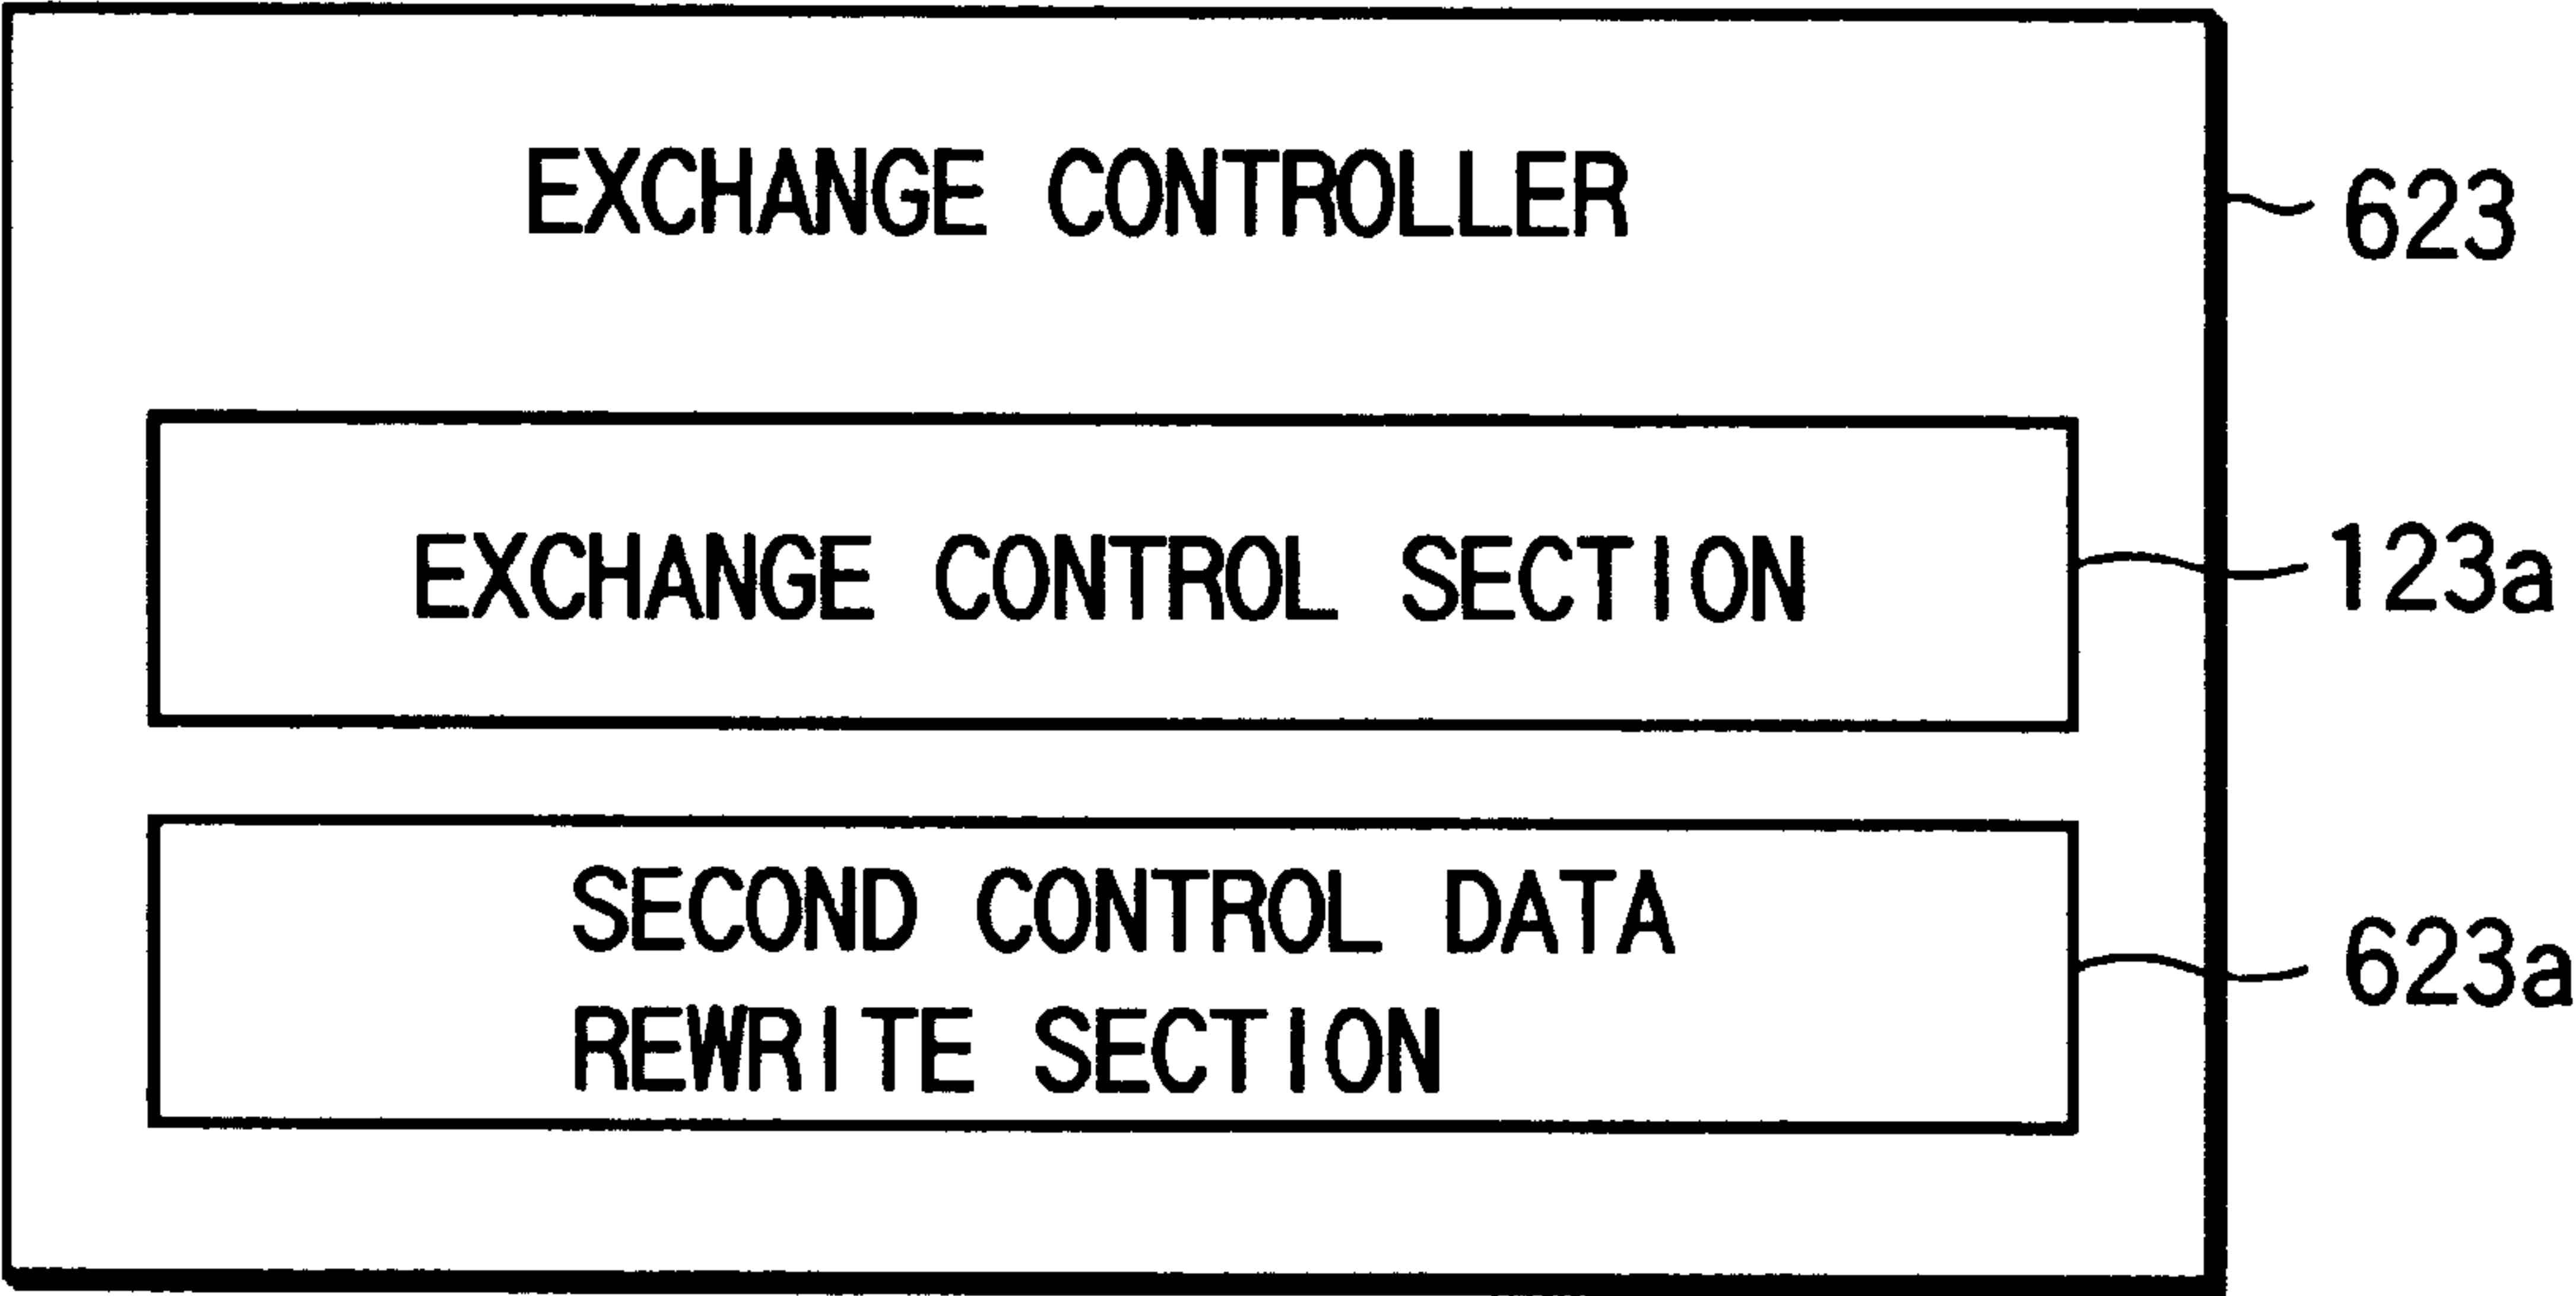 EXCHANGE CONTROLLER
623
EXCHANGE CONTROL SECTION
123a
SECOND CONTROL DATA
REWRITE SECTION
623a